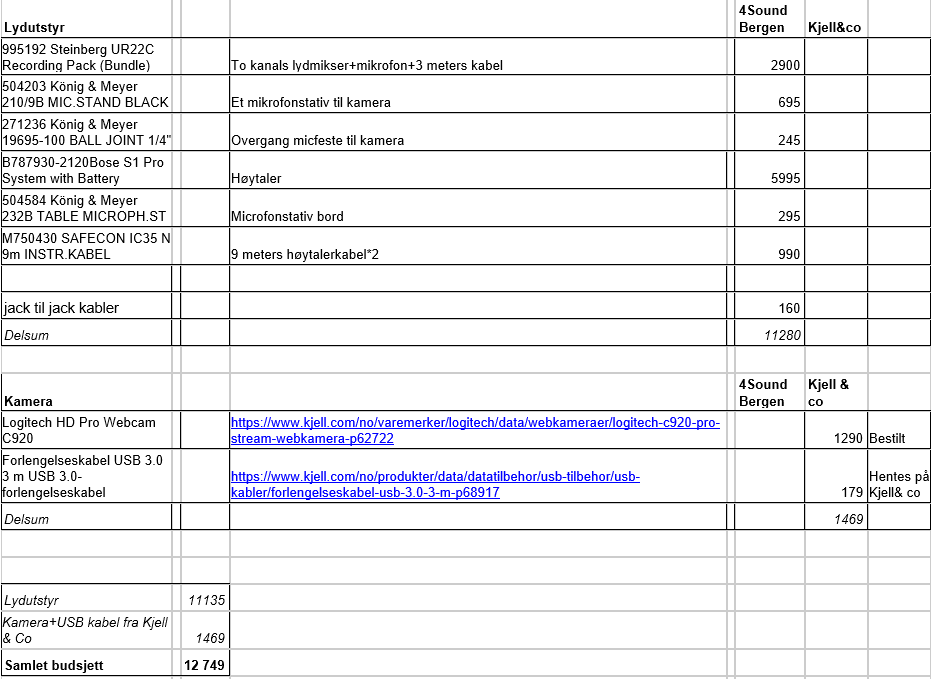 Lydutstyr 4Sound Bergen Kjell&co
995192 Steinberg UR22C
Recording Pack (Bundle) To kanals lydmikser+mikrofon+3 meters kabel 2900
504203 König & Meyer
210/9B MIC.STAND BLACK Et mikrofonstativ til kamera 695
271236 König & Meyer
19695-100 BALL JOINT 1/4" Overgang micfeste til kamera 245
B787930-2120Bose S1 Pro
System with Battery Høytaler 5995
504584 König & Meyer
232B TABLE MICROPH.ST Microfonstativ bord 295
M750430 SAFECON IC35 N
9m INSTR.KABEL 9 meters høytalerkabel*2 990
jack til jack kabler 160
Delsum 11280
Kamera 4Sound Bergen Kjell & co
Logitech HD Pro Webcam
C920 https://www.kjell.com/no/varemerker/logitech/data/webkameraer/logitech-c920-pro-
stream-webkamera-p62722 1290 Bestilt
Forlengelseskabel USB 3.0
3 m USB 3.0-
forlengelseskabel https://www.kjell.com/no/produkter/data/datatilbehor/usb-tilbehor/usb-
kabler/forlengelseskabel-usb-3.0-3-m-p68917 179 Hentes på
Kjell& co
Delsum 1469
Lydutstyr 11135
Kamera+USB kabel fra Kjell
& Co 1469
Samlet budsjett 12 749